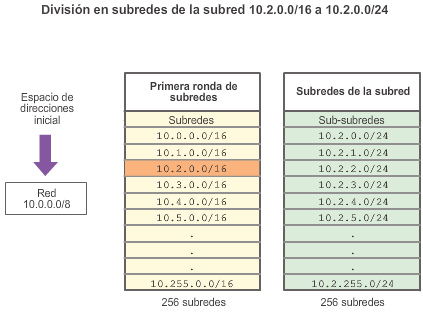 División en subredes de la subred 10.2.0.0/16 a 10.2.0.0/24
Espacio de
direcciones
inicial
Red
10.0.0.0/8
Primera ronda de
subredes
Subredes
10.0.0.0/16
10.1.0.0/16
10.2.0.0/16
10.3.0.0/16
10.4.0.0/16
10.5.0.0/16
.
.
.
10.255.0.0/16
256 subredes
Subredes de la subred
Sub-subredes
10.2.0.0/24
10.2.1.0/24
10.2.2.0/24
10.2.3.0/24
10.2.4.0/24
10.2.5.0/24
.
.
.
10.2.255.0/24
256 subredes